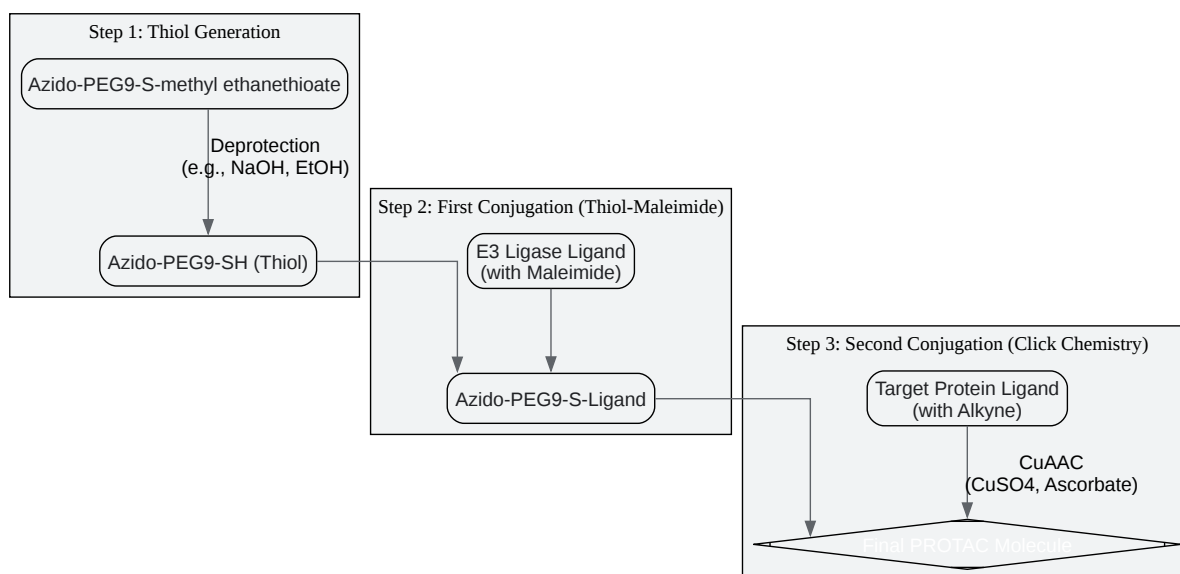 Step 1: Thiol Generation
Azido-PEG9-S-methyl ethanethioate
Deprotection
(e.g., NaOH, EtOH)
Azido-PEG9-SH (Thiol)
Step 2: First Conjugation (Thiol-Maleimide)
E3 Ligase Ligand
(with Maleimide)
Azido-PEG9-S-Ligand
Step 3: Second Conjugation (Click Chemistry)
Target Protein Ligand
(with Alkyne)
CuAAC
(CuSO4, Ascorbate)
Final PROTAC Molecule